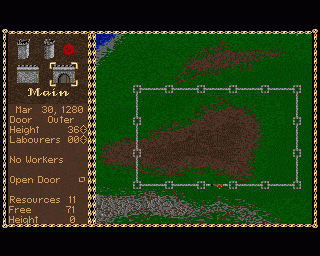 Main
Mar 30, 1280
Door Outer
Height 36
Labourers 00
No Workers
Open Door
Resources 11
Free 71
Height 0